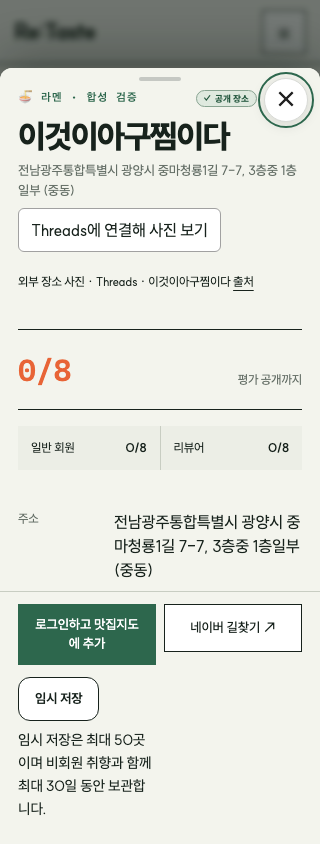 Re:Taste
라멘 · 합성 검증
✓ 공개 장소
이것이아구찜이다
전남광주통합특별시 광양시 중마청룡1길 7-7, 3층중 1층
일부 (중동)
Threads에 연결해 사진 보기
외부 장소 사진 · Threads · 이것이아구찜이다 출처
0/8
평가 공개까지
일반 회원 0/8 리뷰어 0/8
주소
전남광주통합특별시 광양시 중
마청룡1길 7-7, 3층중 1층일부
(중동)
로그인하고 맛집지도
에 추가
네이버 길찾기 ↗
임시 저장
임시 저장은 최대 50곳
이며 비회원 취향과 함께
최대 30일 동안 보관합
니다.